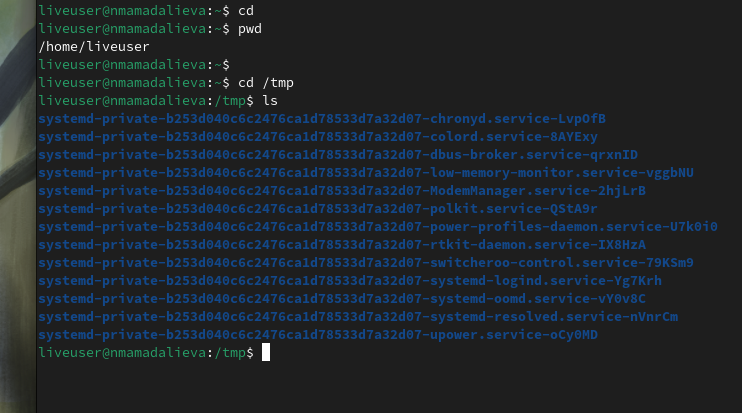 liveuser@nmamadalieva:~$ cd
liveuser@nmamadalieva:~$ pwd
/home/liveuser
liveuser@nmamadalieva:~$
liveuser@nmamadalieva:~$ cd /tmp
liveuser@nmamadalieva:/tmp$ ls
systemd-private-b253d040c6c2476ca1d78533d7a32d07-chronyd.service-LvpOfB
systemd-private-b253d040c6c2476ca1d78533d7a32d07-colord.service-8AYExy
systemd-private-b253d040c6c2476ca1d78533d7a32d07-dbus-broker.service-qrxnID
systemd-private-b253d040c6c2476ca1d78533d7a32d07-low-memory-monitor.service-vggbNU
systemd-private-b253d040c6c2476ca1d78533d7a32d07-ModemManager.service-2hjLrB
systemd-private-b253d040c6c2476ca1d78533d7a32d07-polkit.service-QStA9r
systemd-private-b253d040c6c2476ca1d78533d7a32d07-power-profiles-daemon.service-U7k0i0
systemd-private-b253d040c6c2476ca1d78533d7a32d07-rtkit-daemon.service-IX8HzA
systemd-private-b253d040c6c2476ca1d78533d7a32d07-switcheroo-control.service-79KSm9
systemd-private-b253d040c6c2476ca1d78533d7a32d07-systemd-logind.service-Yg7Krh
systemd-private-b253d040c6c2476ca1d78533d7a32d07-systemd-oomd.service-vY0v8C
systemd-private-b253d040c6c2476ca1d78533d7a32d07-systemd-resolved.service-nVnrCm
systemd-private-b253d040c6c2476ca1d78533d7a32d07-upower.service-oCy0MD
liveuser@nmamadalieva:/tmp$